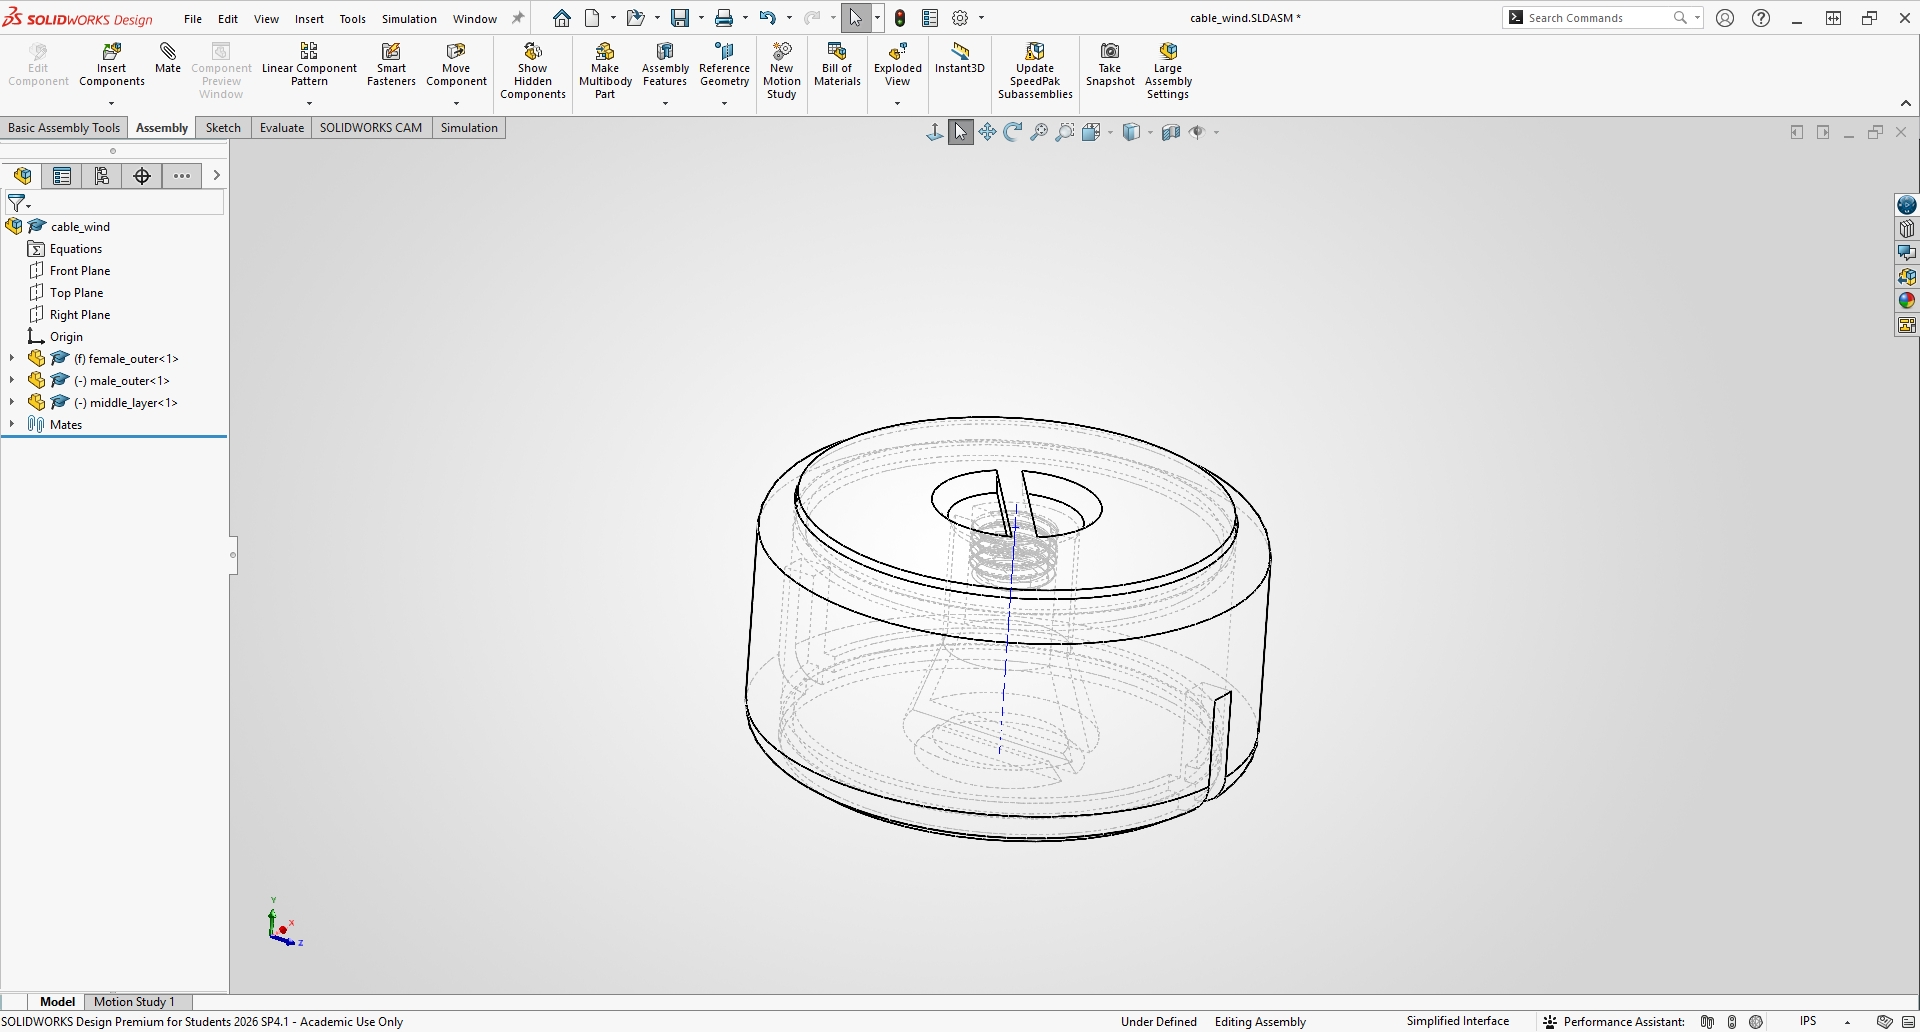 SOLIDWORKS Design File Edit View Insert Tools Simulation Window cable_wind.SLDASM * Search Commands
Edit Component
Insert Components
Mate
Component Preview Window
Linear Component Pattern
Smart Fasteners
Move Component
Show Hidden Components
Make Multibody Part
Assembly Features
Reference Geometry
New Motion Study
Bill of Materials
Exploded View
Instant3D
Update SpeedPak Subassemblies
Take Snapshot
Large Assembly Settings
Basic Assembly Tools Assembly Sketch Evaluate SOLIDWORKS CAM Simulation
cable_wind
Equations
Front Plane
Top Plane
Right Plane
Origin
(f) female_outer<1>
(-) male_outer<1>
(-) middle_layer<1>
Mates
Y
X
Z
Model Motion Study 1
SOLIDWORKS Design Premium for Students 2026 SP4.1 - Academic Use Only Under Defined Editing Assembly Simplified Interface Performance Assistant: IPS